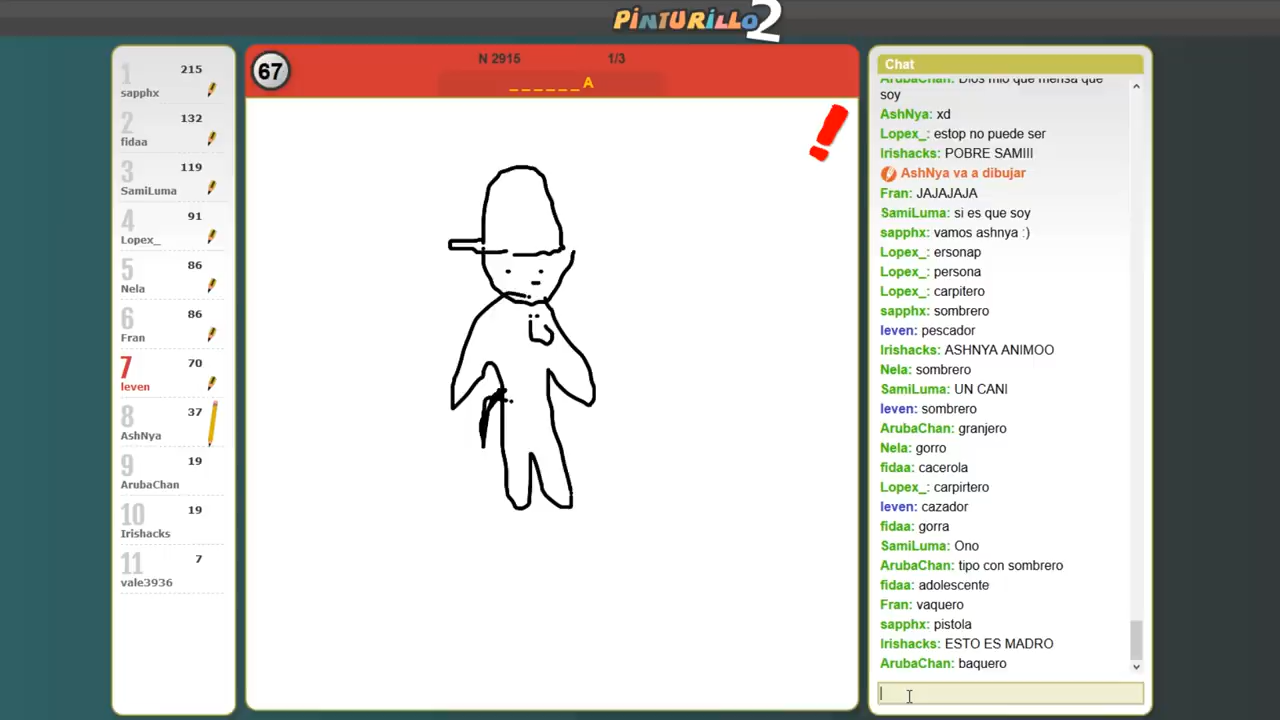 PiNTURiLLO 2
1
215
sapphx
2
132
fidaa
3
119
SamiLuma
4
91
Lopex_
5
86
Nela
6
86
Fran
7
70
leven
8
37
AshNya
9
19
ArubaChan
10
19
Irishacks
11
7
vale3936
67
N 2915
1/3
_ _ _ _ _ _ A
!
Chat
ArubaChan: Dios mio que mensa que
soy
AshNya: xd
Lopex_: estop no puede ser
Irishacks: POBRE SAMIII
AshNya va a dibujar
Fran: JAJAJAJA
SamiLuma: si es que soy
sapphx: vamos ashnya :)
Lopex_: ersonap
Lopex_: persona
Lopex_: carpitero
sapphx: sombrero
leven: pescador
Irishacks: ASHNYA ANIMOO
Nela: sombrero
SamiLuma: UN CANI
leven: sombrero
ArubaChan: granjero
Nela: gorro
fidaa: cacerola
Lopex_: carpirtero
leven: cazador
fidaa: gorra
SamiLuma: Ono
ArubaChan: tipo con sombrero
fidaa: adolescente
Fran: vaquero
sapphx: pistola
Irishacks: ESTO ES MADRO
ArubaChan: baquero